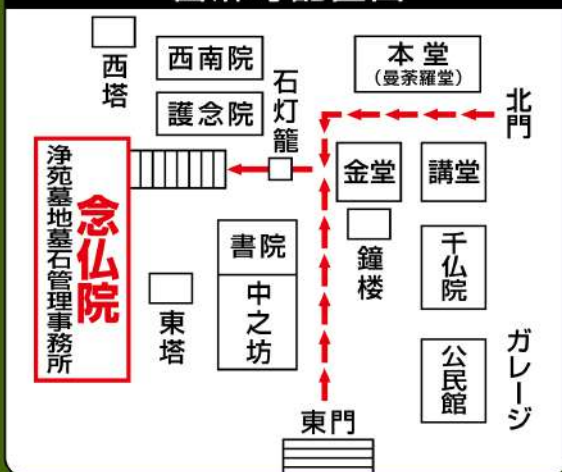 西塔
西南院
護念院
石灯籠
本堂
(曼荼羅堂)
北門
浄苑墓地墓石管理事務所
念仏院
金堂
講堂
鐘楼
千仏院
書院
中之坊
東塔
公民館
ガレージ
東門